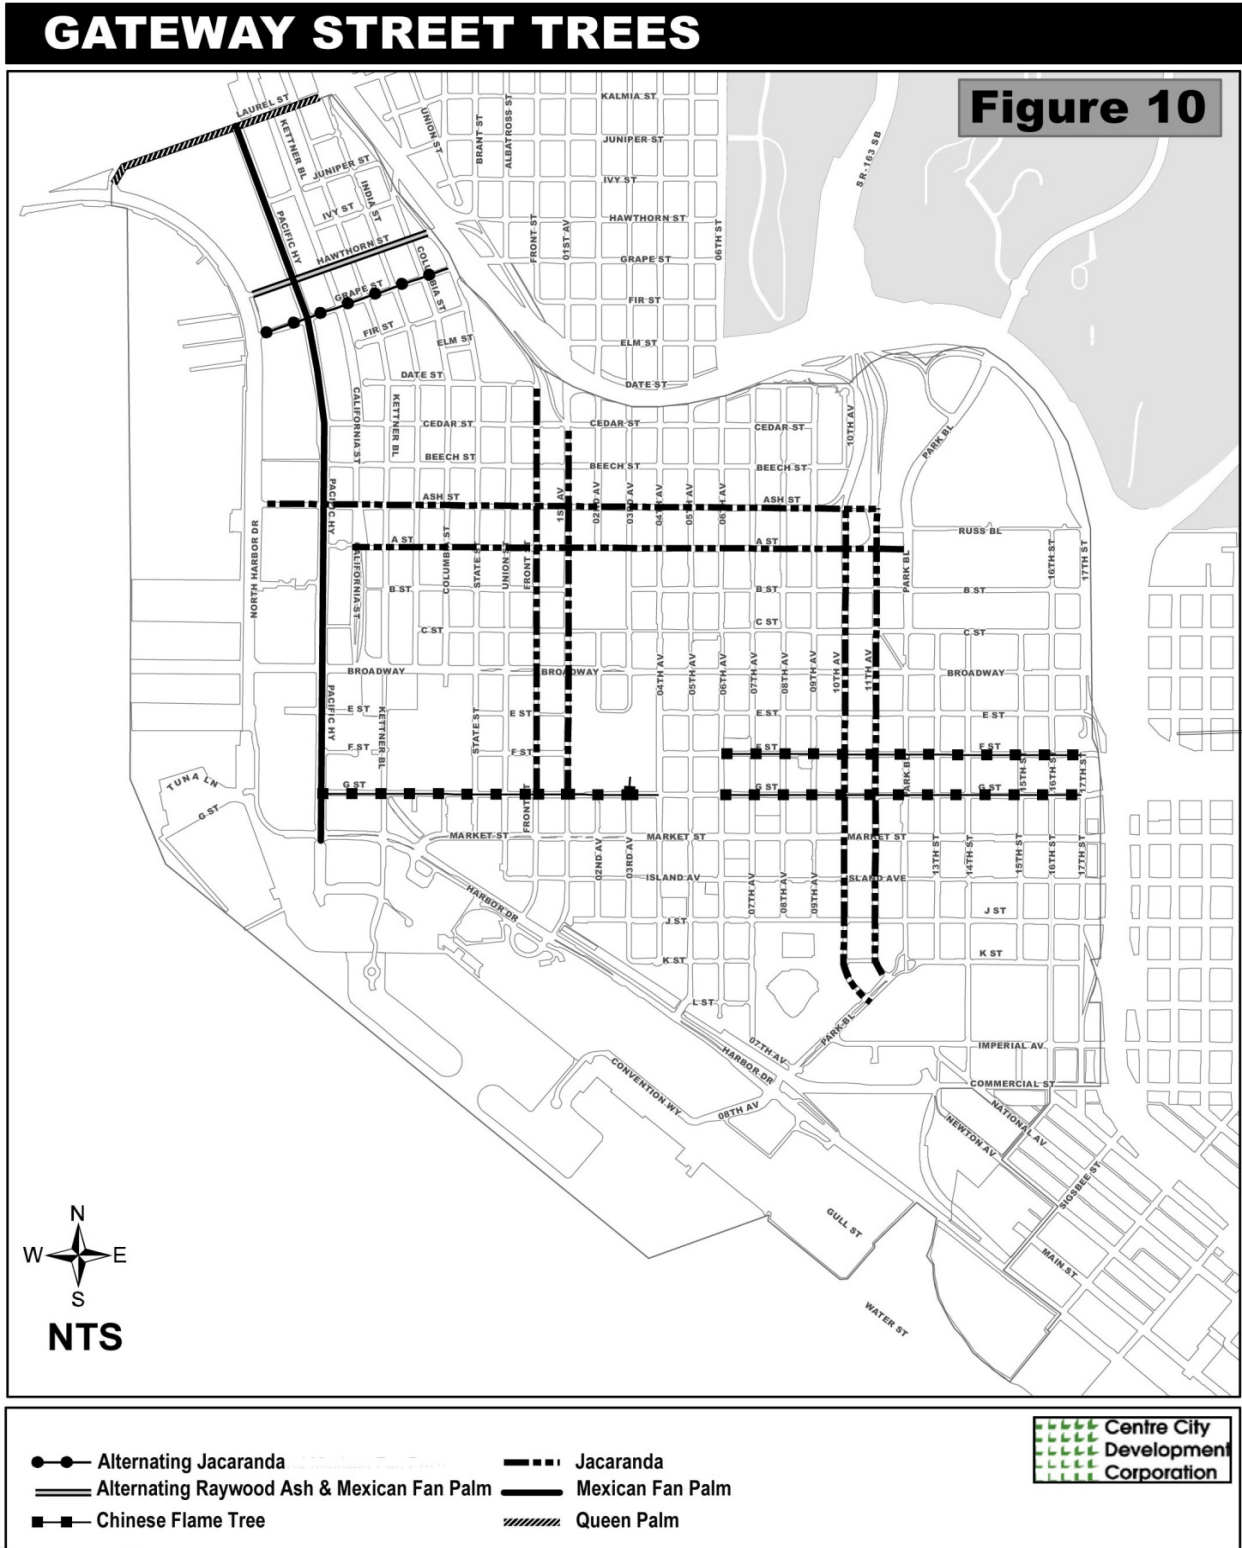 GATEWAY STREET TREES
Figure 10
LAUREL ST
KETTNER BL
JUNIPER ST
IVY ST
INDIA ST
PACIFIC HY
HAWTHORN ST
GRAPE ST
COLUMBIA ST
FIR ST
ELM ST
UNION ST
BRANT ST
ALBATROSS ST
KALMIA ST
JUNIPER ST
IVY ST
HAWTHORN ST
GRAPE ST
FIR ST
ELM ST
DATE ST
FRONT ST
01ST AV
06TH ST
SR-163 SB
DATE ST
CALIFORNIA ST
KETTNER BL
CEDAR ST
CEDAR ST
CEDAR ST
10TH AV
PARK BL
BEECH ST
BEECH ST
BEECH ST
ASH ST
ASH ST
1ST AV
02ND AV
03RD AV
04TH AV
05TH AV
06TH AV
PACIFIC HY
NORTH HARBOR DR
A ST
A ST
RUSS BL
16TH ST
17TH ST
COLUMBIA ST
STATE ST
UNION ST
FRONT ST
PARK BL
B ST
B ST
B ST
C ST
C ST
C ST
BROADWAY
BROADWAY
BROADWAY
04TH AV
05TH AV
06TH AV
07TH AV
08TH AV
09TH AV
10TH AV
11TH AV
PACIFIC HY
KETTNER BL
STATE ST
E ST
E ST
E ST
E ST
F ST
F ST
F ST
F ST
TUNA LN
G ST
G ST
G ST
G ST
PARK BL
15TH ST
16TH ST
17TH ST
FRONT ST
MARKET ST
MARKET ST
MARKET ST
02ND AV
03RD AV
ISLAND AV
SLAND AVE
13TH ST
14TH ST
15TH ST
16TH ST
17TH ST
07TH AV
08TH AV
09TH AV
HARBOR DR
J ST
J ST
K ST
K ST
L ST
PARK BL
07TH AV
HARBOR DR
IMPERIAL AV
COMMERCIAL ST
CONVENTION WY
08TH AV
NATIONAL AV
NEWTON AV
SIGSBEE ST
MAIN ST
GULL ST
WATER ST
N
W E
S
NTS
Alternating Jacaranda
Alternating Raywood Ash & Mexican Fan Palm
Chinese Flame Tree
Jacaranda
Mexican Fan Palm
Queen Palm
Centre City
Development
Corporation